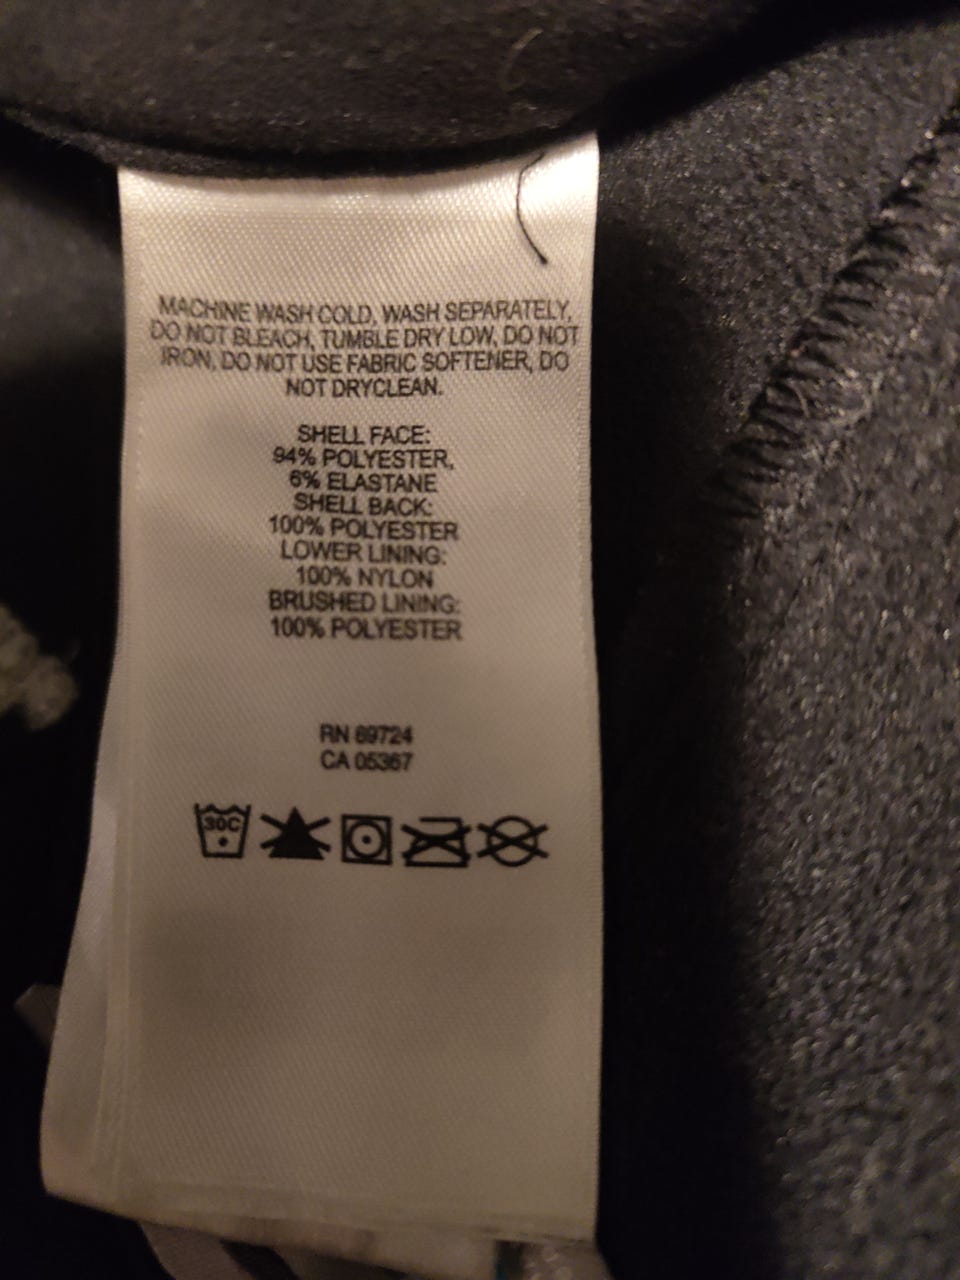 MACHINE WASH COLD, WASH SEPARATELY,
DO NOT BLEACH, TUMBLE DRY LOW, DO NOT
IRON, DO NOT USE FABRIC SOFTENER, DO
NOT DRYCLEAN.
SHELL FACE:
94% POLYESTER,
6% ELASTANE
SHELL BACK:
100% POLYESTER
LOWER LINING:
100% NYLON
BRUSHED LINING:
100% POLYESTER
RN 69724
CA 05367
30C